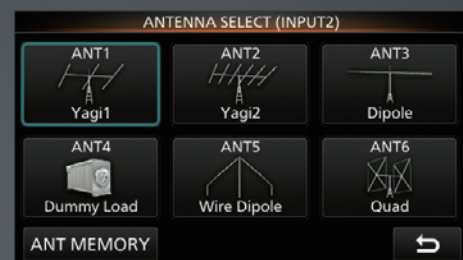 ANTENNA SELECT (INPUT2)
ANT1
Yagi1
ANT2
Yagi2
ANT3
Dipole
ANT4
Dummy Load
ANT5
Wire Dipole
ANT6
Quad
ANT MEMORY